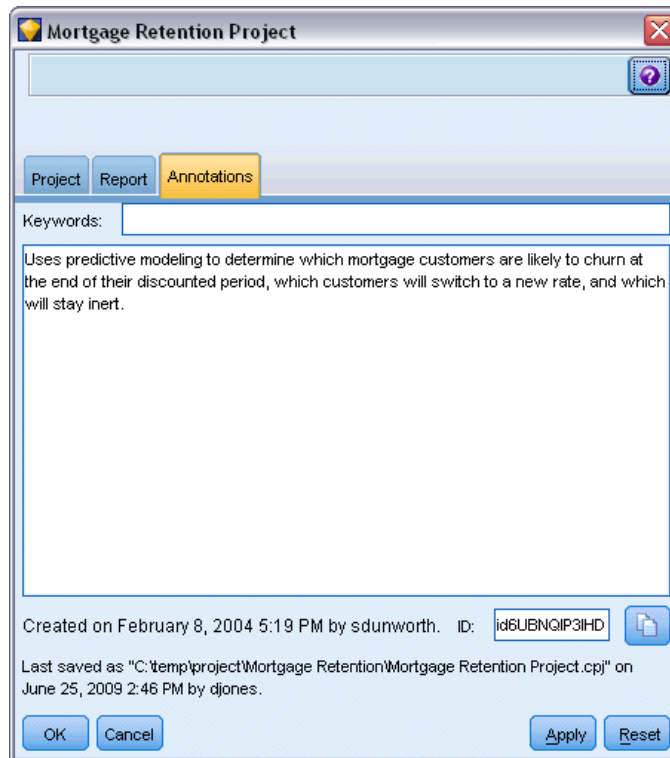 Mortgage Retention Project
Project Report Annotations
Keywords:
Uses predictive modeling to determine which mortgage customers are likely to churn at
the end of their discounted period, which customers will switch to a new rate, and which
will stay inert.
Created on February 8, 2004 5:19 PM by sdunworth. ID: id6UBNQIP3IHD
Last saved as "C:\temp\project\Mortgage Retention\Mortgage Retention Project.cpj" on
June 25, 2009 2:46 PM by djones.
OK Cancel Apply Reset